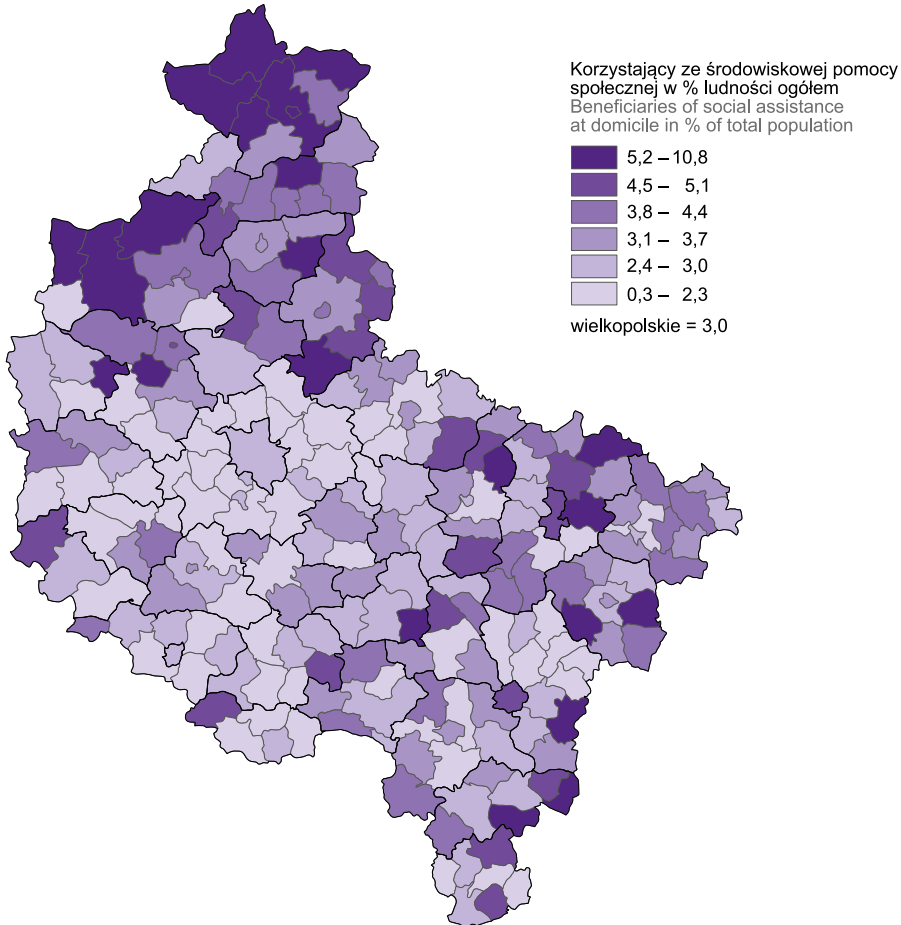 Korzystający ze środowiskowej pomocy
społecznej w % ludności ogółem
Beneficiaries of social assistance
at domicile in % of total population
5,2 – 10,8
4,5 – 5,1
3,8 – 4,4
3,1 – 3,7
2,4 – 3,0
0,3 – 2,3
wielkopolskie = 3,0